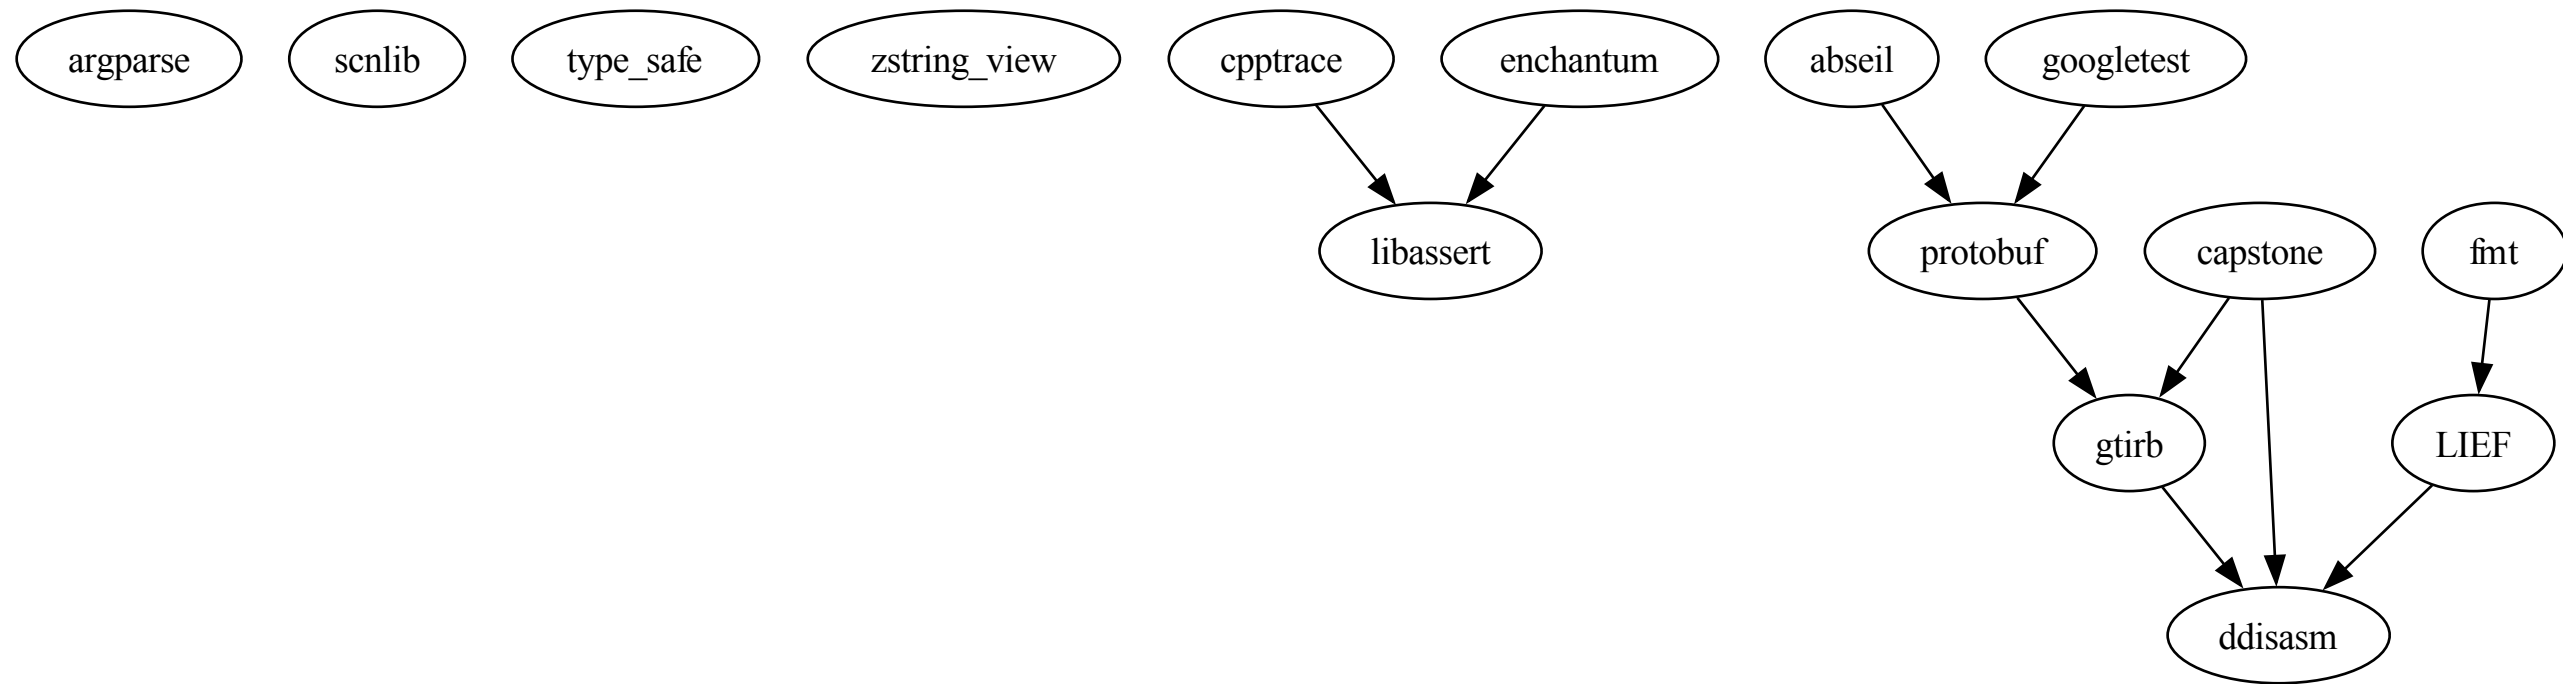 argparse
scnlib
type_safe
zstring_view
cpptrace
enchantum
abseil
googletest
libassert
protobuf
capstone
fmt
gtirb
LIEF
ddisasm